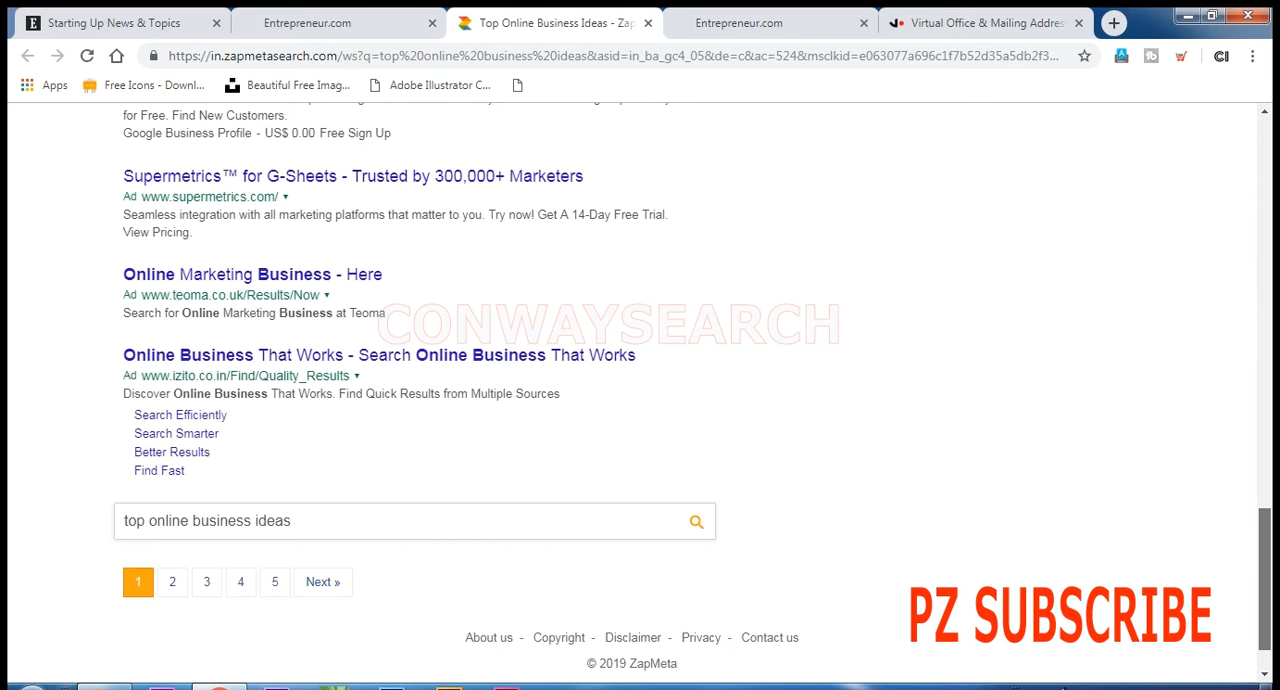 Starting Up News & Topics
Entrepreneur.com
Top Online Business Ideas - Zap
Entrepreneur.com
Virtual Office & Mailing Addres
https://in.zapmetasearch.com/ws?q=top%20online%20business%20ideas&asid=in_ba_gc4_05&de=c&ac=524&msclkid=e063077a696c1f7b52d35a5db2f3...
Apps
Free Icons - Downl...
Beautiful Free Imag...
Adobe Illustrator C...
for Free. Find New Customers.
Google Business Profile - US$ 0.00 Free Sign Up
Supermetrics™ for G-Sheets - Trusted by 300,000+ Marketers
Ad www.supermetrics.com/
Seamless integration with all marketing platforms that matter to you. Try now! Get A 14-Day Free Trial.
View Pricing.
Online Marketing Business - Here
Ad www.teoma.co.uk/Results/Now
Search for Online Marketing Business at Teoma
CONWAYSEARCH
Online Business That Works - Search Online Business That Works
Ad www.izito.co.in/Find/Quality_Results
Discover Online Business That Works. Find Quick Results from Multiple Sources
Search Efficiently
Search Smarter
Better Results
Find Fast
top online business ideas
1 2 3 4 5 Next »
PZ SUBSCRIBE
About us - Copyright - Disclaimer - Privacy - Contact us
© 2019 ZapMeta